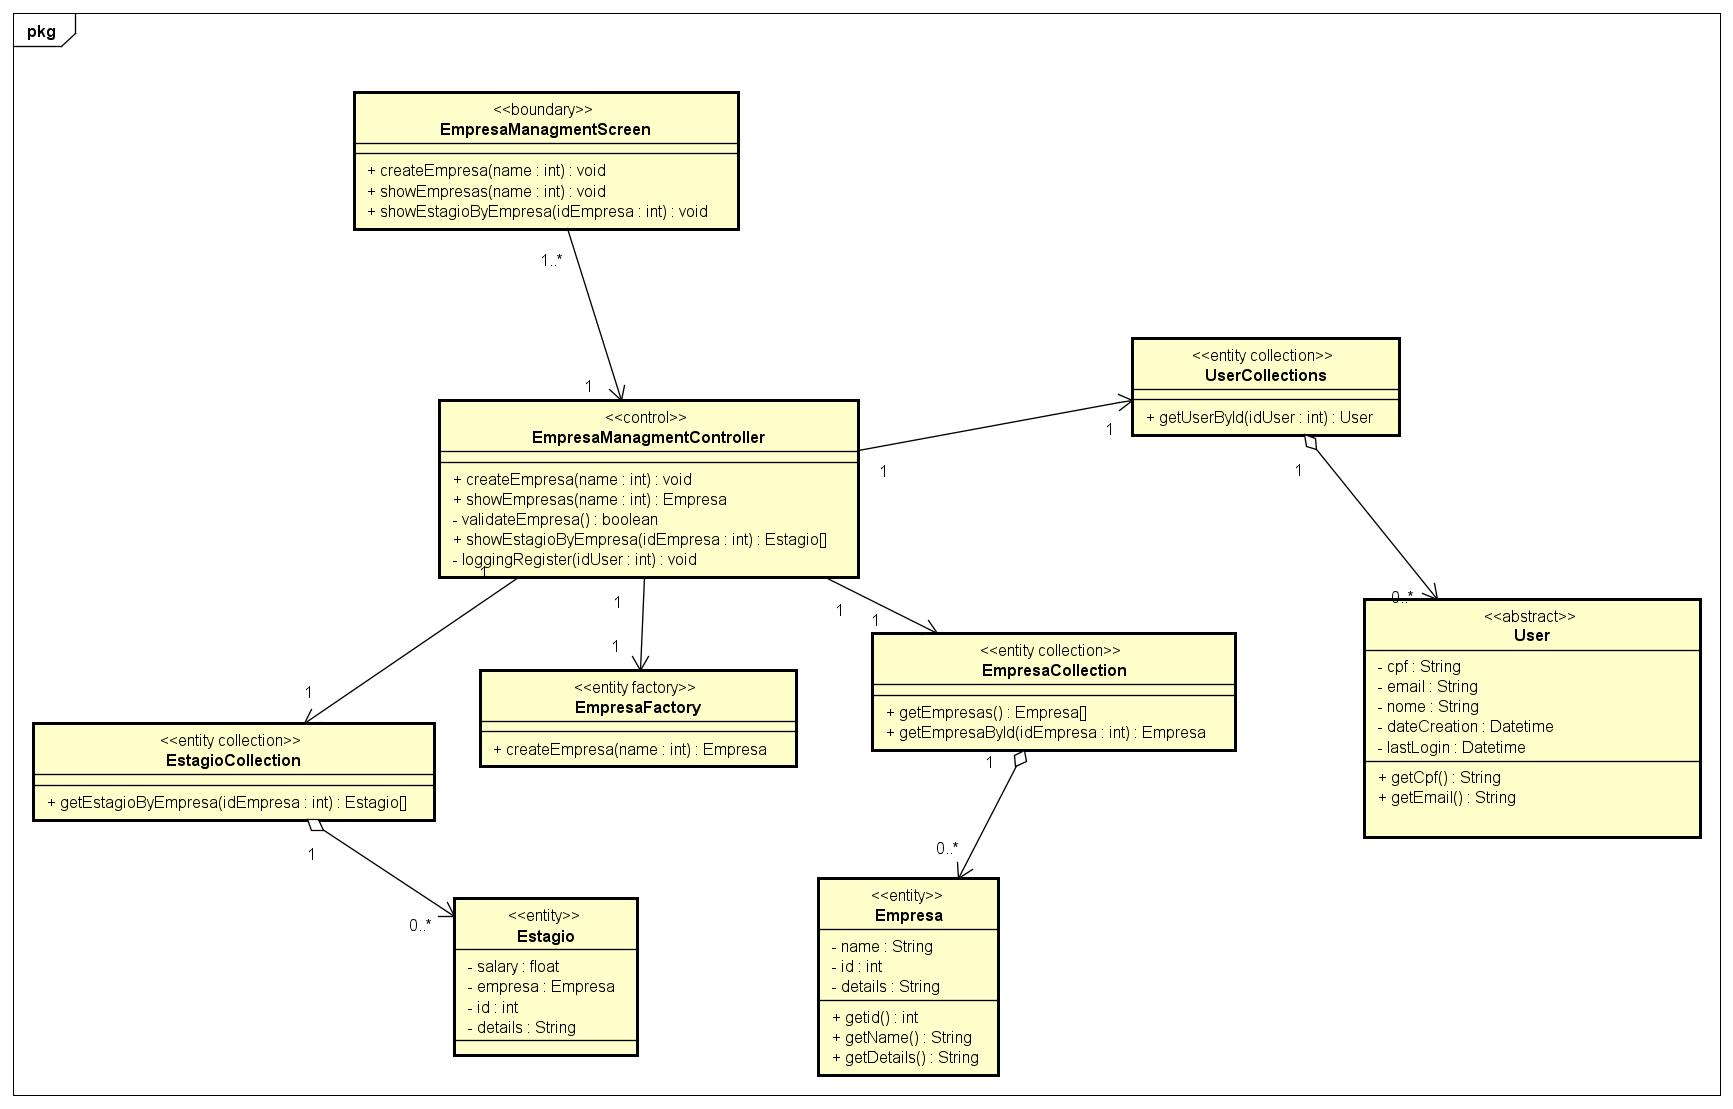 pkg
<<boundary>>
EmpresaManagmentScreen
+ createEmpresa(name : int) : void
+ showEmpresas(name : int) : void
+ showEstagioByEmpresa(idEmpresa : int) : void
1..*
1
<<control>>
EmpresaManagmentController
+ createEmpresa(name : int) : void
+ showEmpresas(name : int) : Empresa
- validateEmpresa() : boolean
+ showEstagioByEmpresa(idEmpresa : int) : Estagio[]
- loggingRegister(idUser : int) : void
1
1
<<entity collection>>
UserCollections
+ getUserById(idUser : int) : User
1
0..*
<<abstract>>
User
- cpf : String
- email : String
- nome : String
- dateCreation : Datetime
- lastLogin : Datetime
+ getCpf() : String
+ getEmail() : String
1
1
<<entity collection>>
EstagioCollection
+ getEstagioByEmpresa(idEmpresa : int) : Estagio[]
1
0..*
<<entity>>
Estagio
- salary : float
- empresa : Empresa
- id : int
- details : String
1
1
<<entity factory>>
EmpresaFactory
+ createEmpresa(name : int) : Empresa
1
1
<<entity collection>>
EmpresaCollection
+ getEmpresas() : Empresa[]
+ getEmpresaById(idEmpresa : int) : Empresa
1
0..*
<<entity>>
Empresa
- name : String
- id : int
- details : String
+ getid() : int
+ getName() : String
+ getDetails() : String